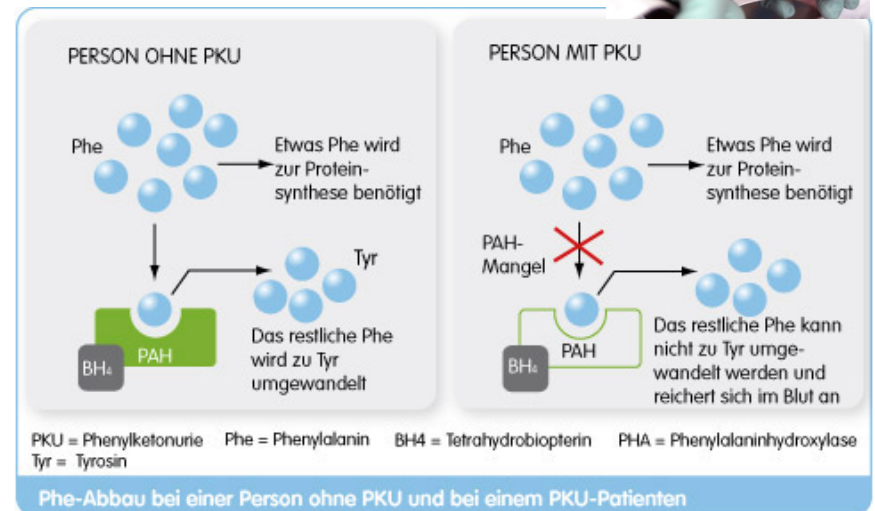 PERSON OHNE PKU
Phe
Etwas Phe wird
zur Protein-
synthese benötigt
Tyr
PAH
BH₄
Das restliche Phe
wird zu Tyr
umgewandelt
PERSON MIT PKU
Phe
Etwas Phe wird
zur Protein-
synthese benötigt
PAH-
Mangel
PAH
BH₄
Das restliche Phe kann
nicht zu Tyr umge-
wandelt werden und
reichert sich im Blut an
PKU = Phenylketonurie Phe = Phenylalanin BH4 = Tetrahydrobiopterin PHA = Phenylalaninhydroxylase
Tyr = Tyrosin
Phe-Abbau bei einer Person ohne PKU und bei einem PKU-Patienten